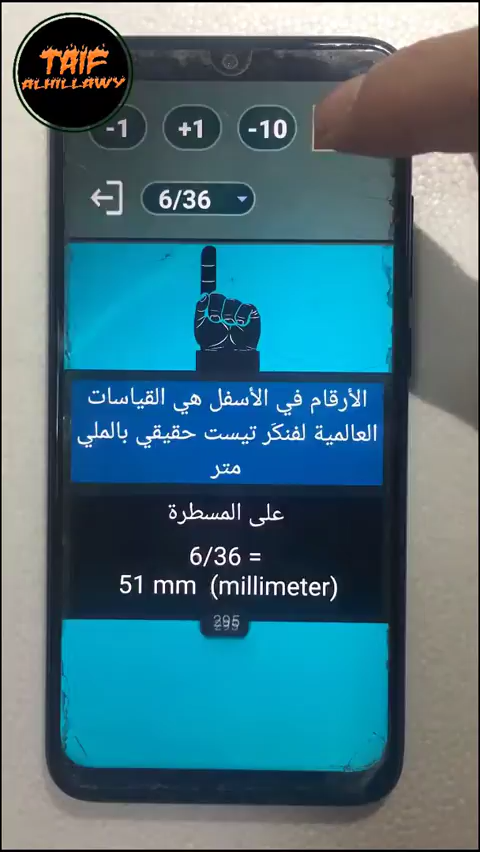 TAIF
ALHILLAWY
-1
+1
-10
6/36
الأرقام في الأسفل هي القياسات
العالمية لفنكَر تيست حقيقي بالملي
متر
على المسطرة
6/36 =
51 mm (millimeter)